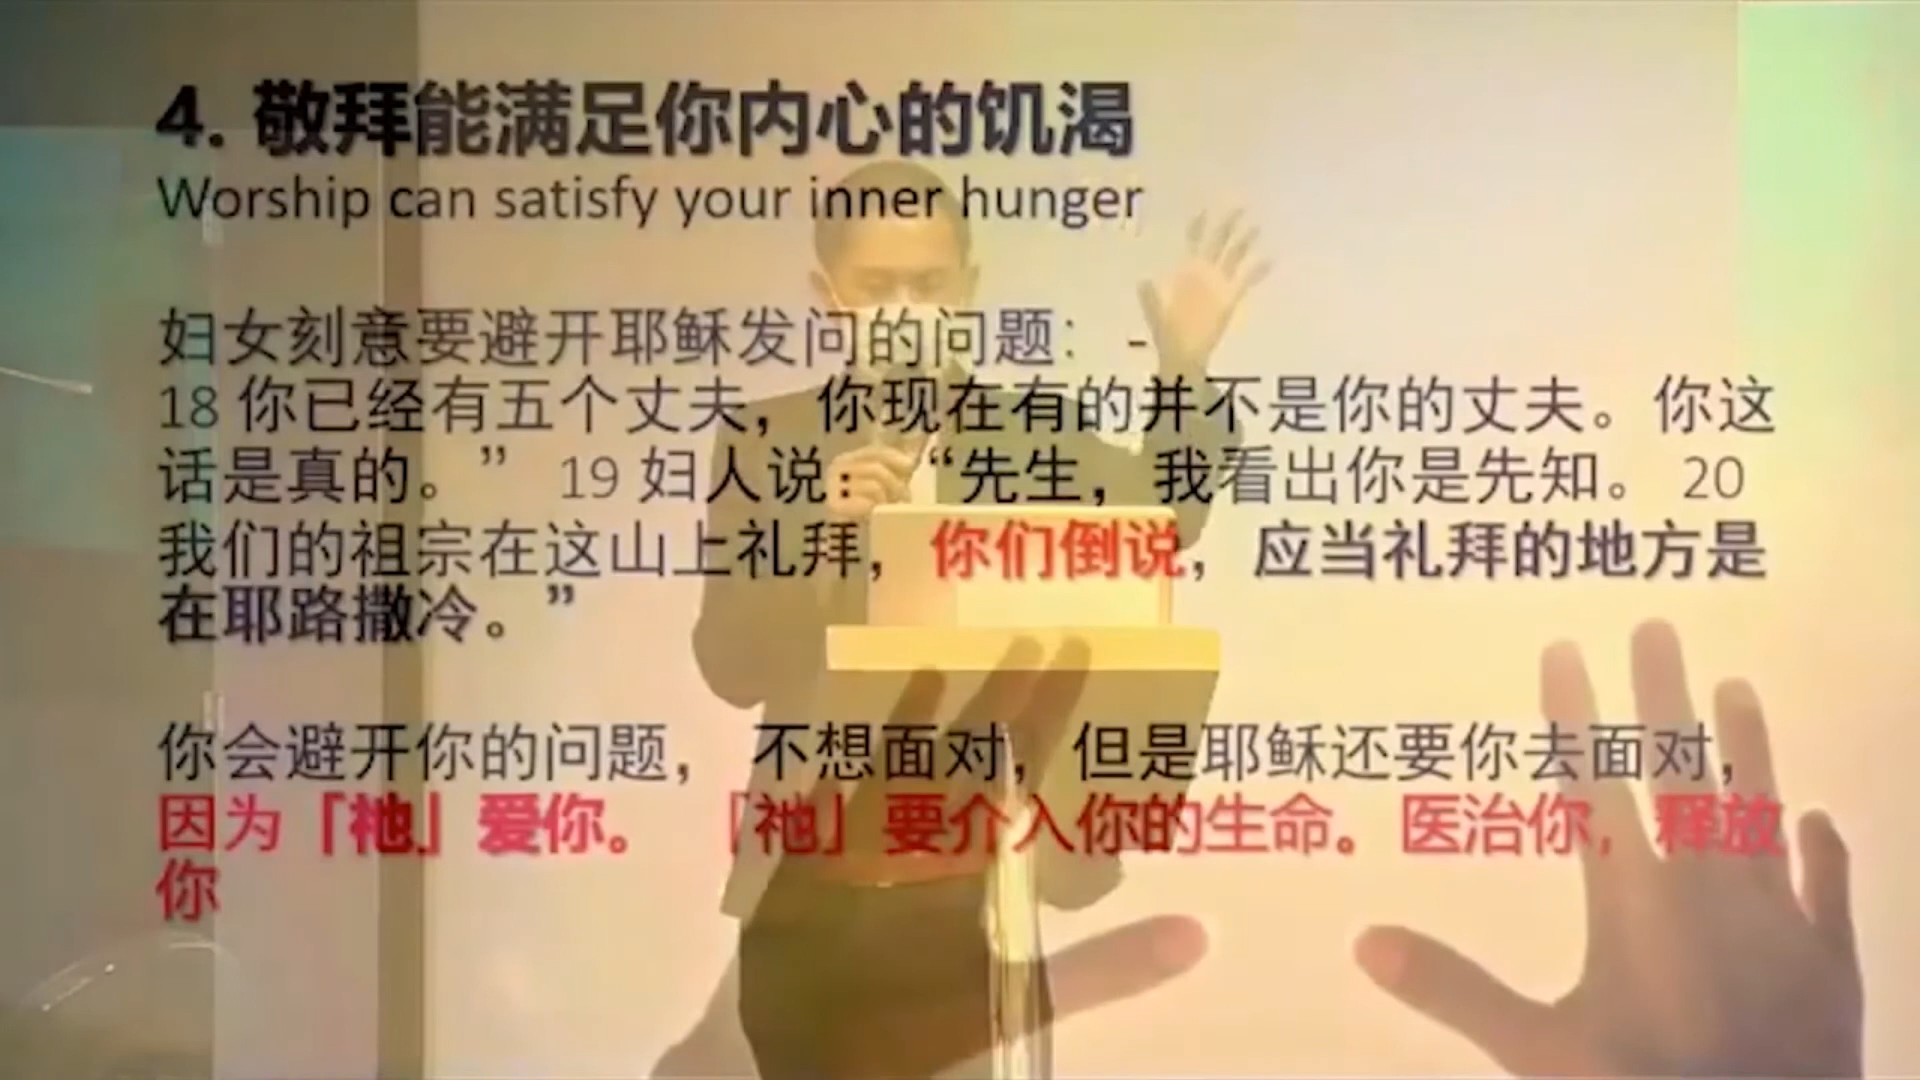 4. 敬拜能满足你内心的饥渴
Worship can satisfy your inner hunger
妇女刻意要避开耶稣发问的问题： -
18 你已经有五个丈夫，你现在有的并不是你的丈夫。你这
话是真的。” 19 妇人说：“先生，我看出你是先知。 20
我们的祖宗在这山上礼拜，你们倒说，应当礼拜的地方是
在耶路撒冷。”
你会避开你的问题， 不想面对，但是耶稣还要你去面对，
因为「祂」爱你。 「祂」要介入你的生命。医治你，释放
你